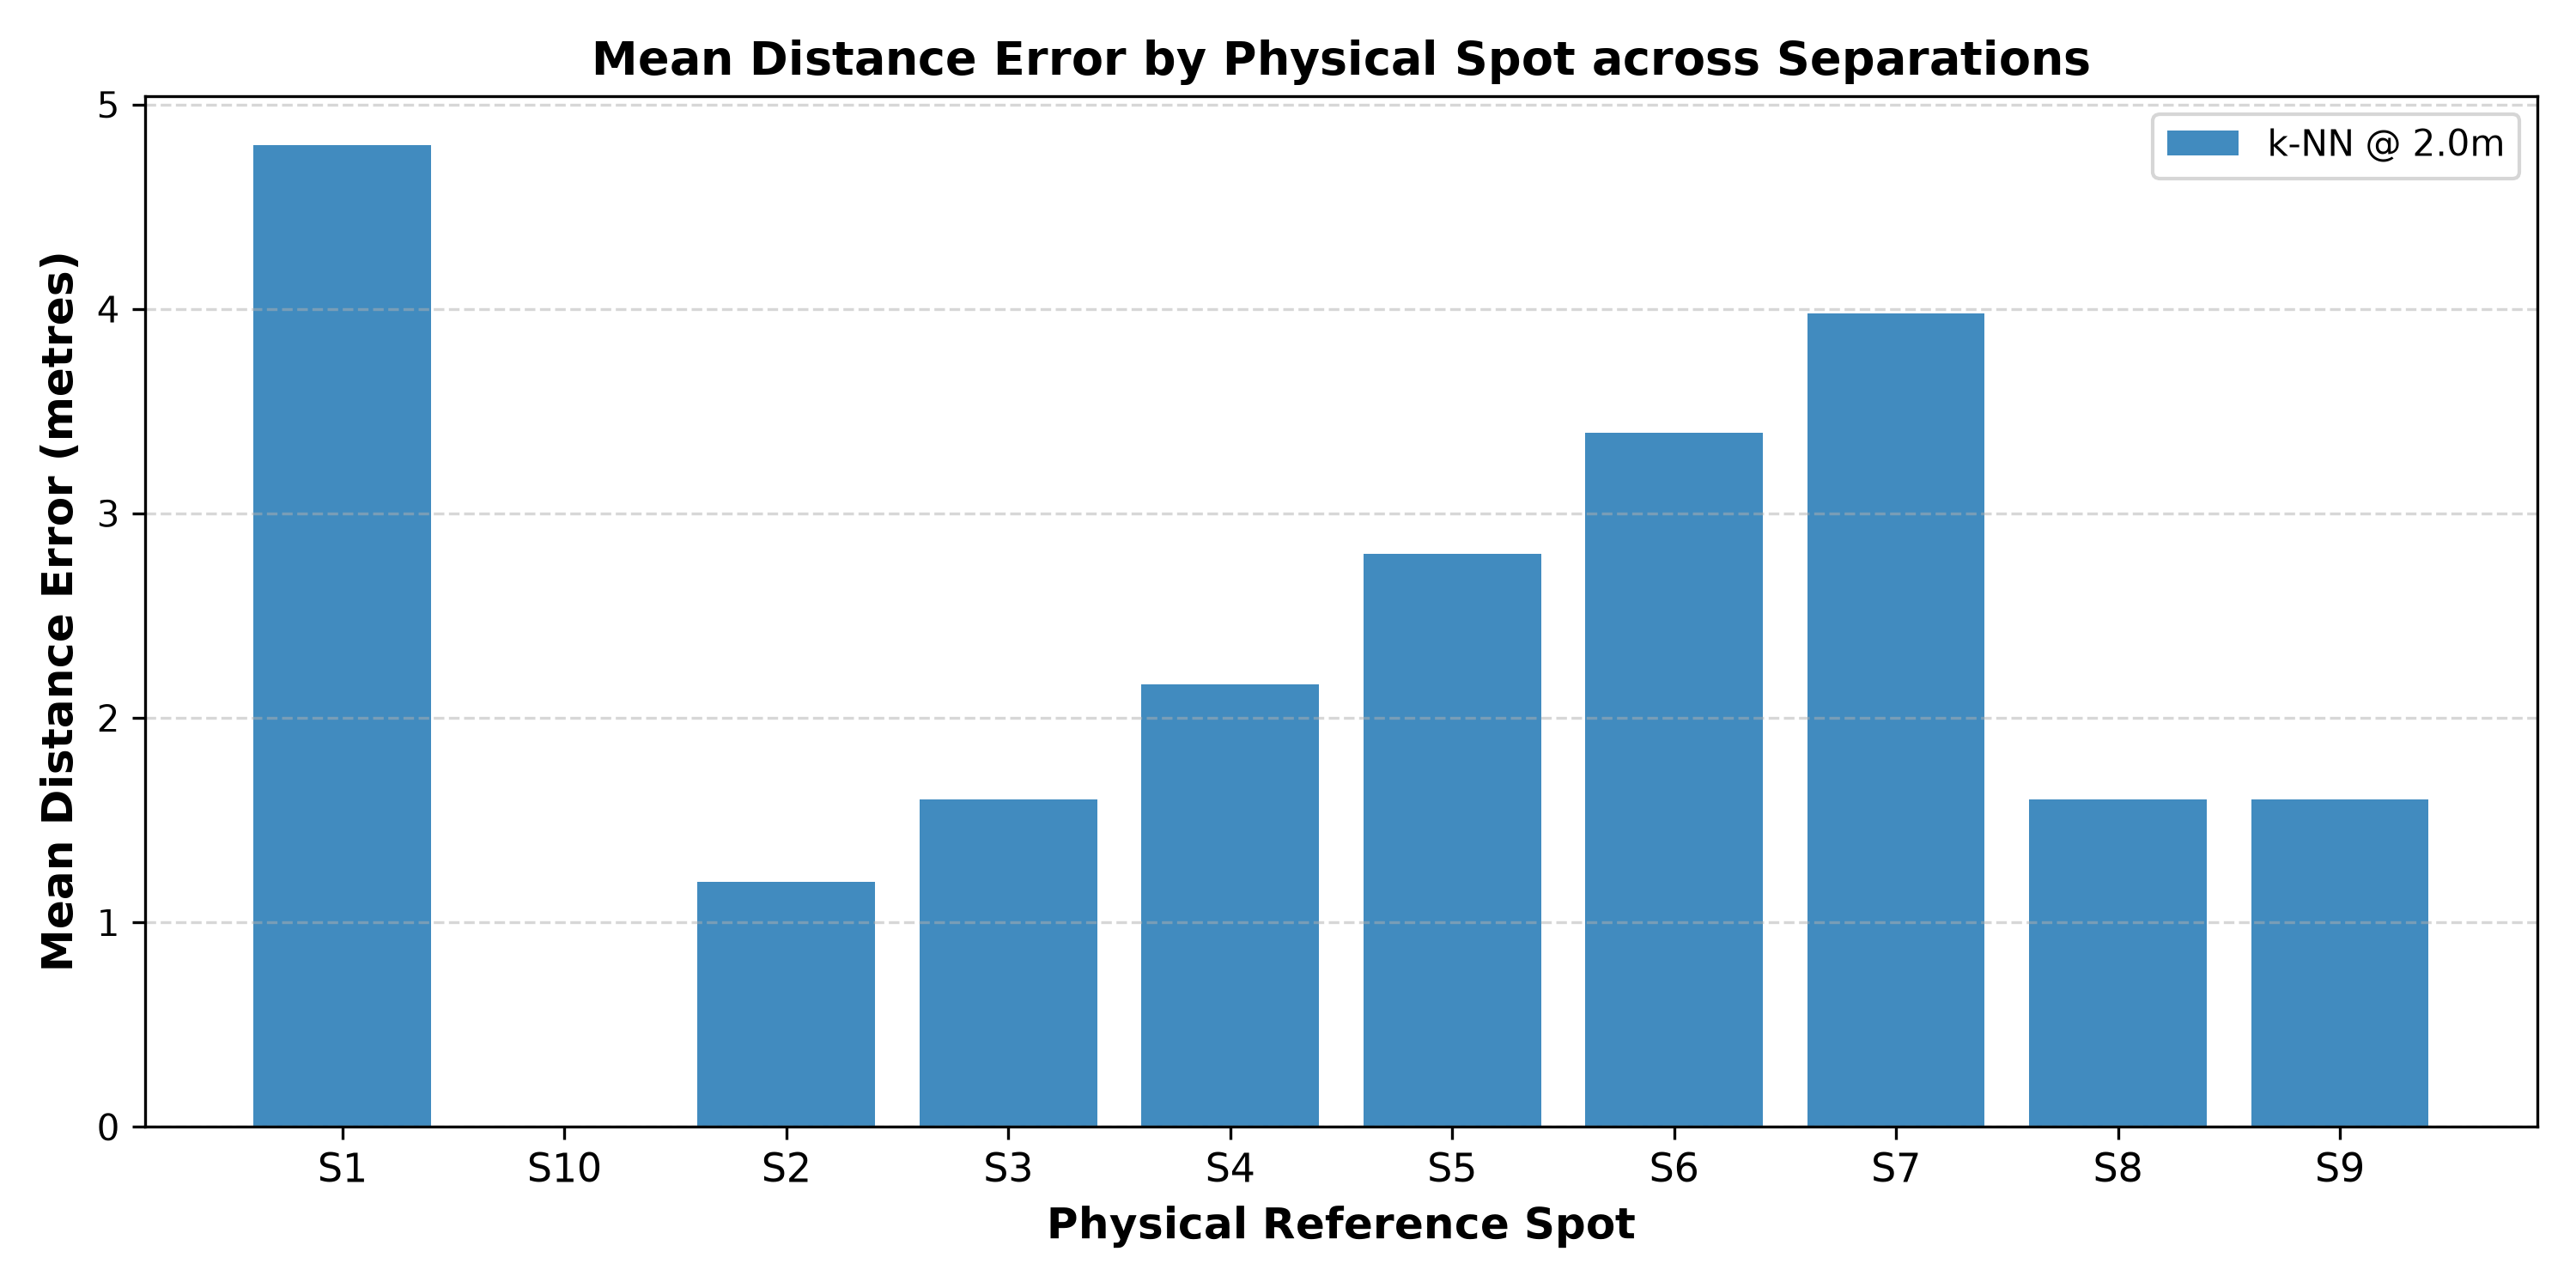 Mean Distance Error by Physical Spot across Separations
k-NN @ 2.0m
Mean Distance Error (metres)
5
4
3
2
1
0
S1 S10 S2 S3 S4 S5 S6 S7 S8 S9
Physical Reference Spot